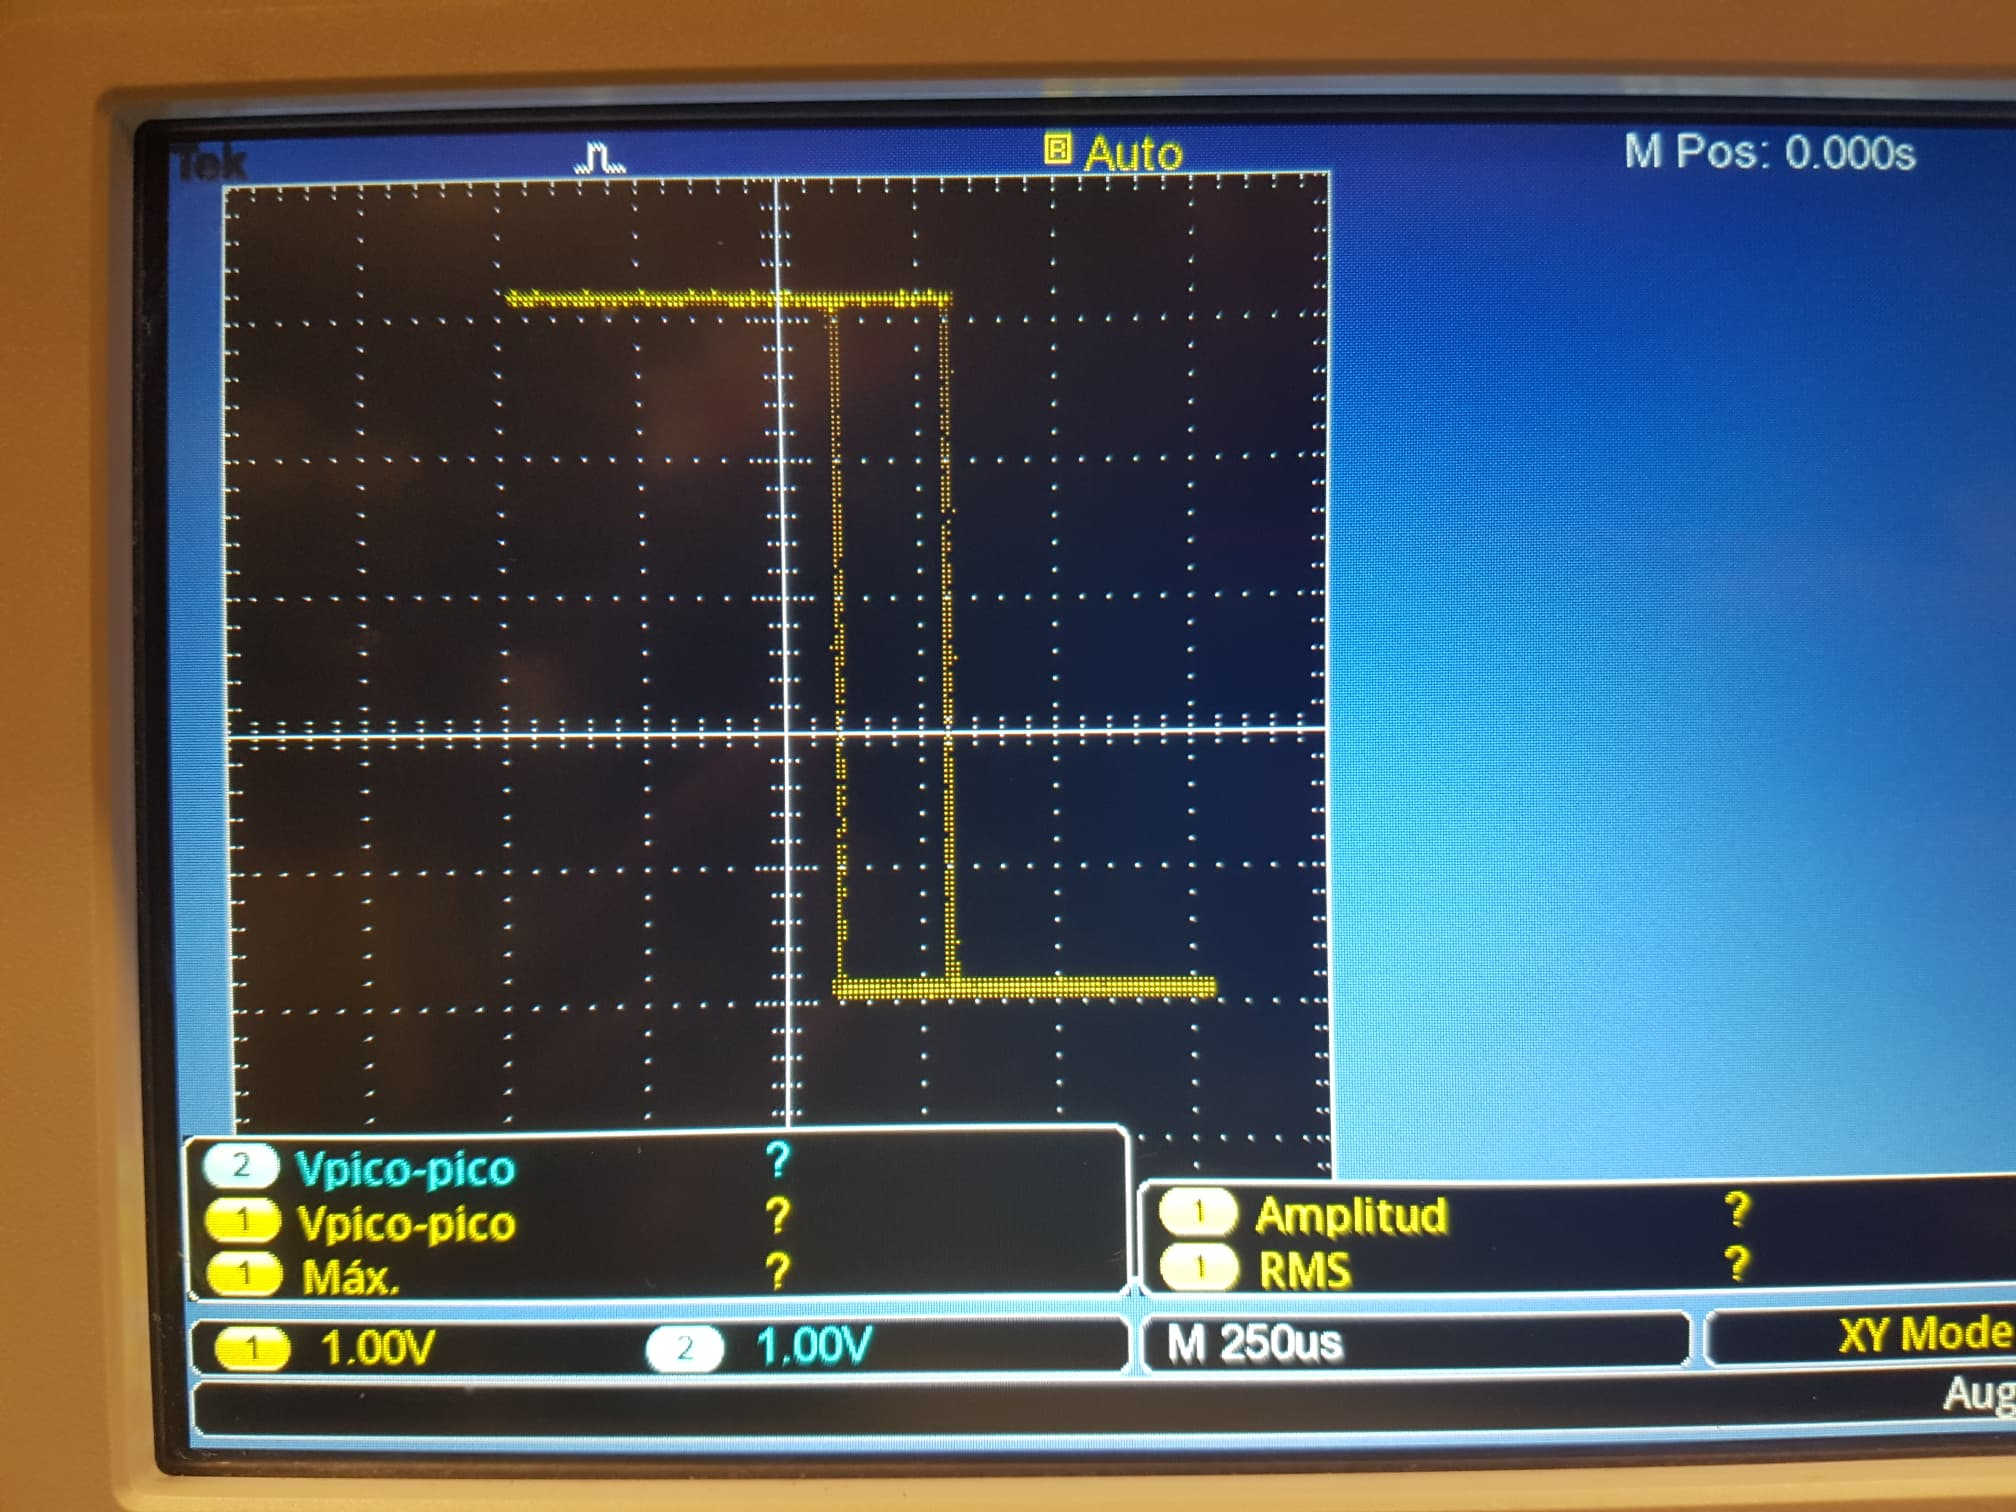 Tek
R Auto
M Pos: 0.000s
2 Vpico-pico ?
1 Vpico-pico ?
1 Máx. ?
1 Amplitud ?
1 RMS ?
1 1.00V
2 1.00V
M 250us
XY Mode
Aug